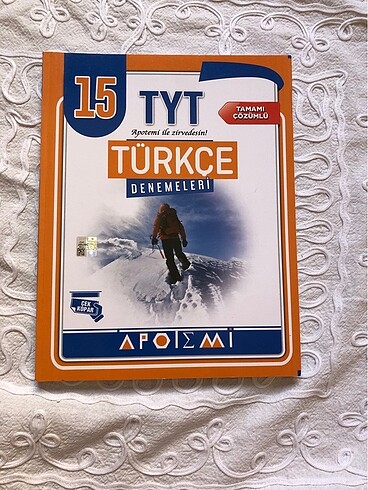 15
TYT
Apotemi ile zirvedesin!
TAMAMI
ÇÖZÜMLÜ
TÜRKÇE
DENEMELERİ
ÇEK
KOPAR
APOTEMİ